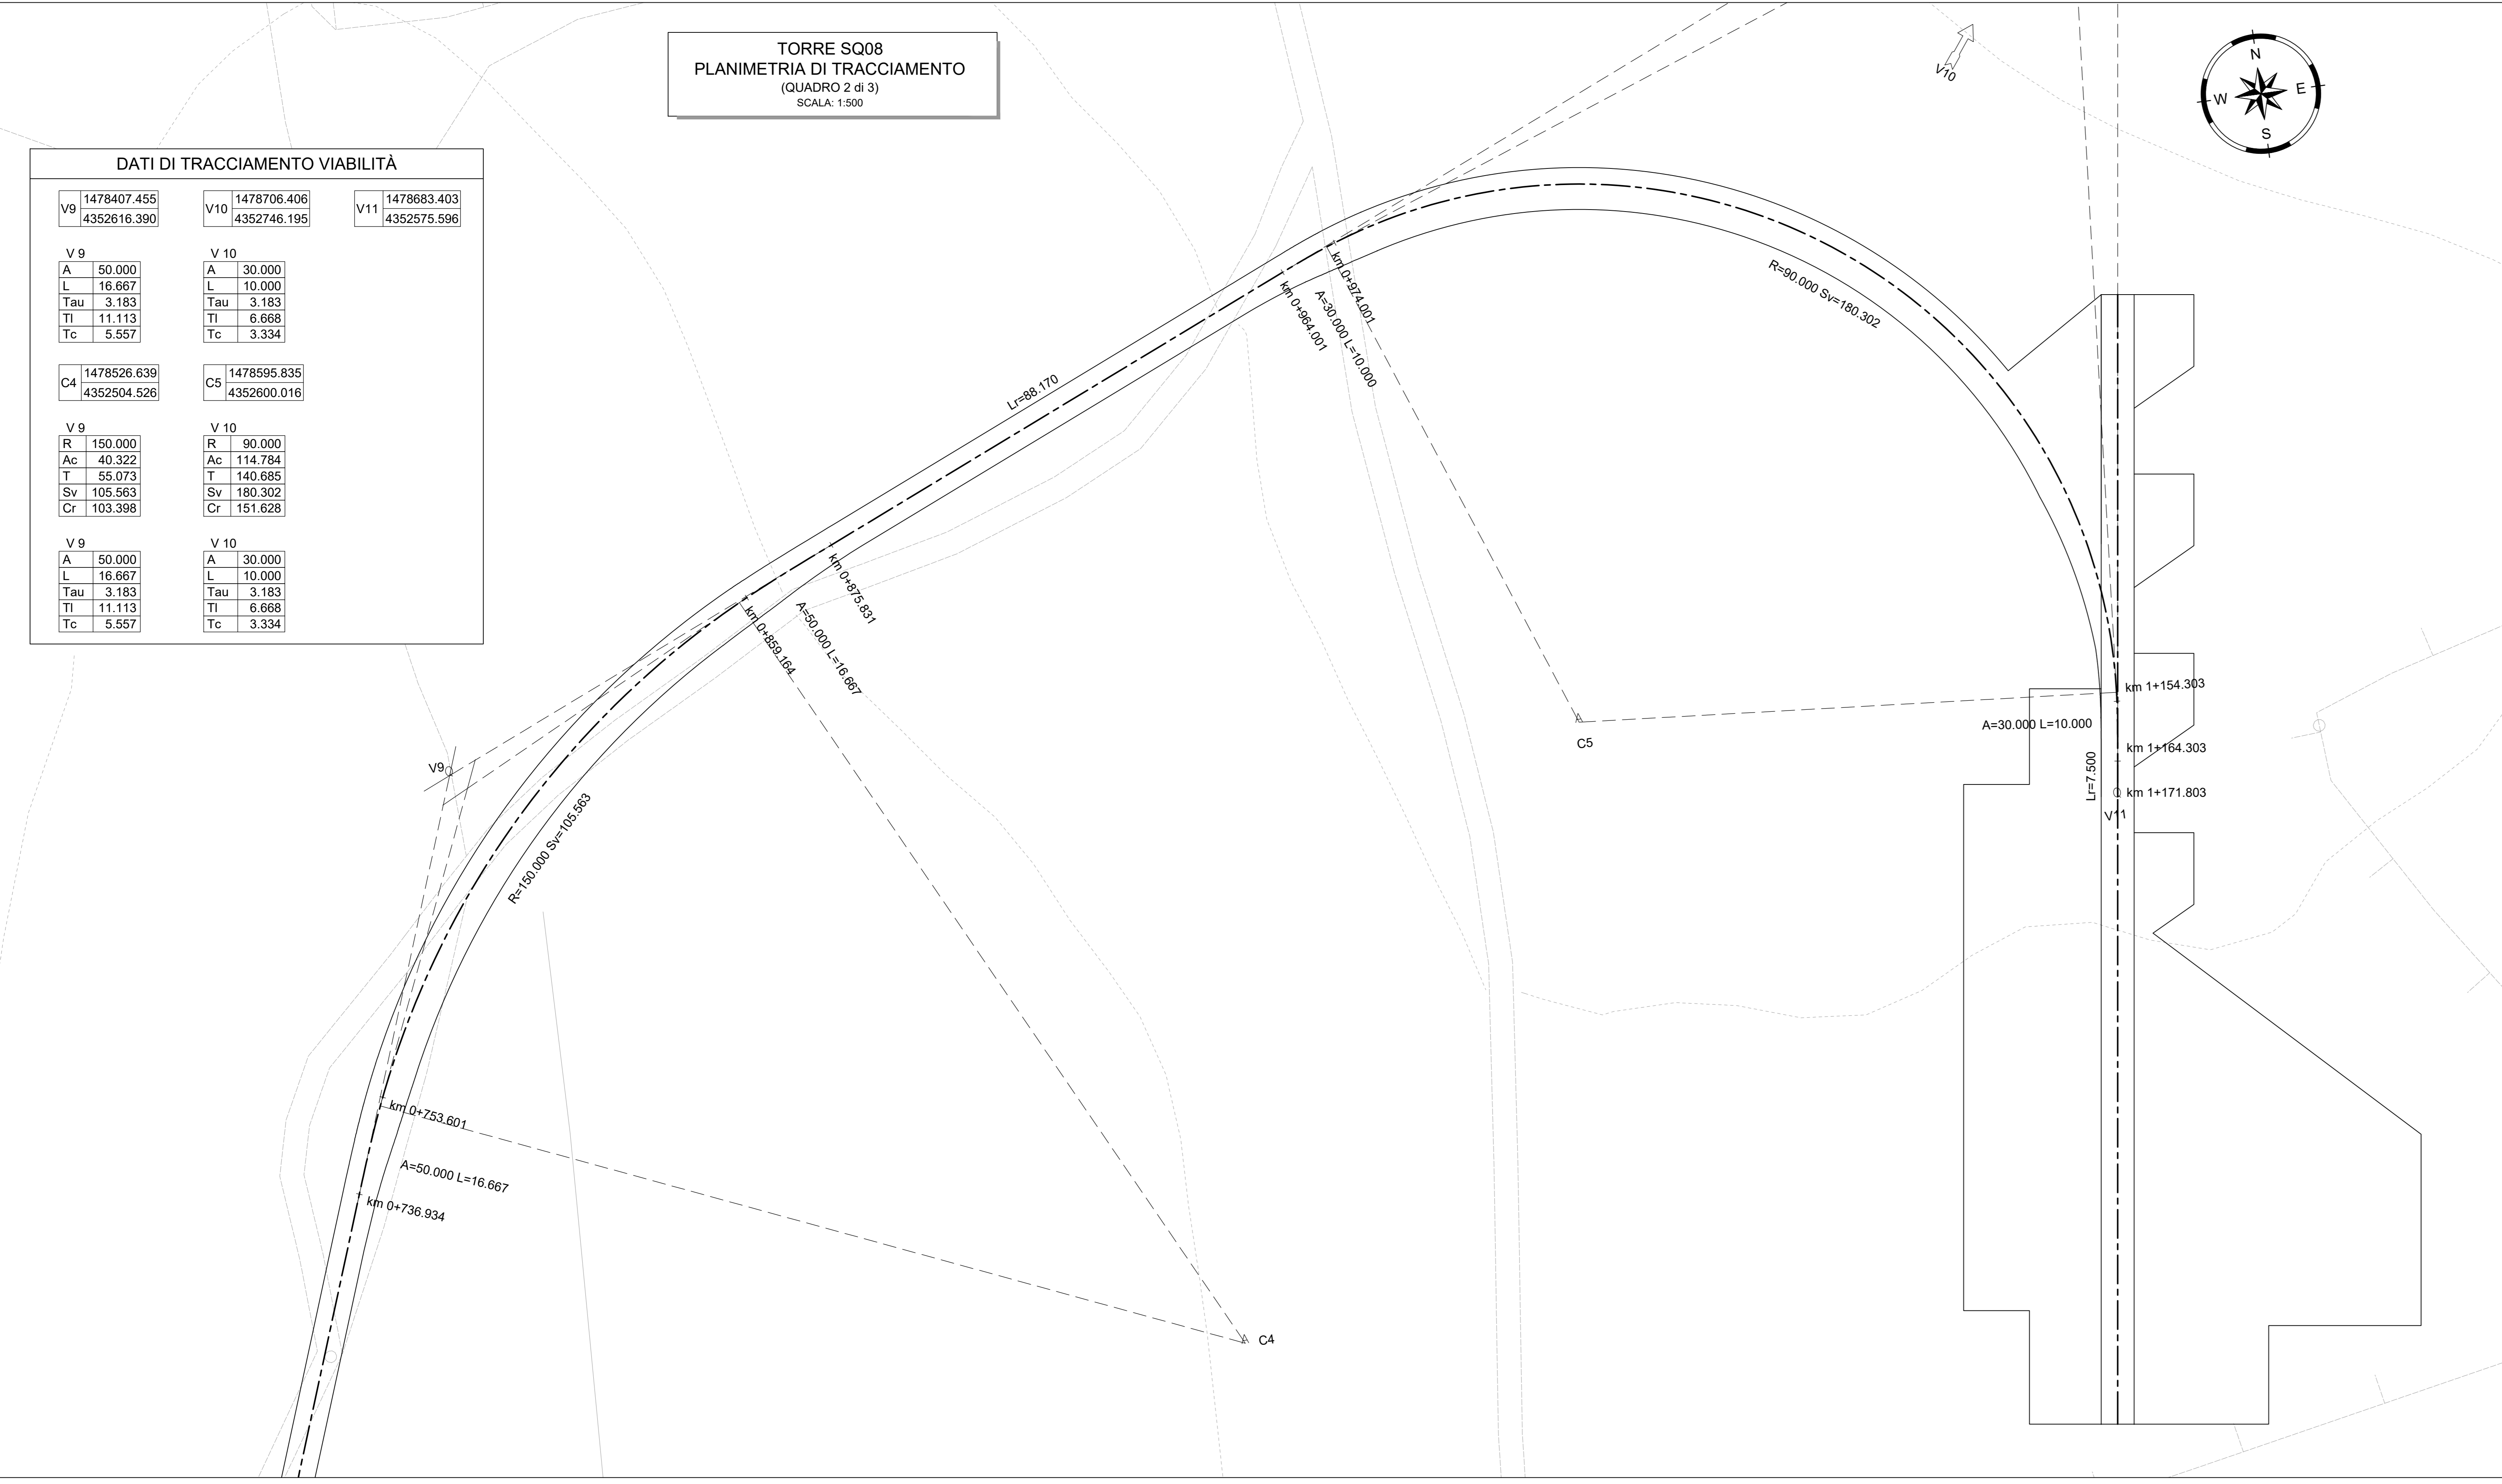 TORRE SQ08
PLANIMETRIA DI TRACCIAMENTO
(QUADRO 2 di 3)
SCALA: 1:500
V10
N
W
E
S
DATI DI TRACCIAMENTO VIABILITÀ
V9 1478407.455 4352616.390
V10 1478706.406 4352746.195
V11 1478683.403 4352575.596
V 9
A 50.000
L 16.667
Tau 3.183
Tl 11.113
Tc 5.557
V 10
A 30.000
L 10.000
Tau 3.183
Tl 6.668
Tc 3.334
C4 1478526.639 4352504.526
C5 1478595.835 4352600.016
V 9
R 150.000
Ac 40.322
T 55.073
Sv 105.563
Cr 103.398
V 10
R 90.000
Ac 114.784
T 140.685
Sv 180.302
Cr 151.628
V 9
A 50.000
L 16.667
Tau 3.183
Tl 11.113
Tc 5.557
V 10
A 30.000
L 10.000
Tau 3.183
Tl 6.668
Tc 3.334
km 0+974.001
A=30.000 L=10.000
km 0+964.001
R=90.000 Sv=180.302
Lr=88.170
km 0+875.831
A=50.000 L=16.667
km 0+859.164
V9
R=150.000 Sv=105.563
km 0+753.601
A=50.000 L=16.667
km 0+736.934
C4
C5
km 1+154.303
A=30.000 L=10.000
km 1+164.303
Lr=7.500
km 1+171.803
V11